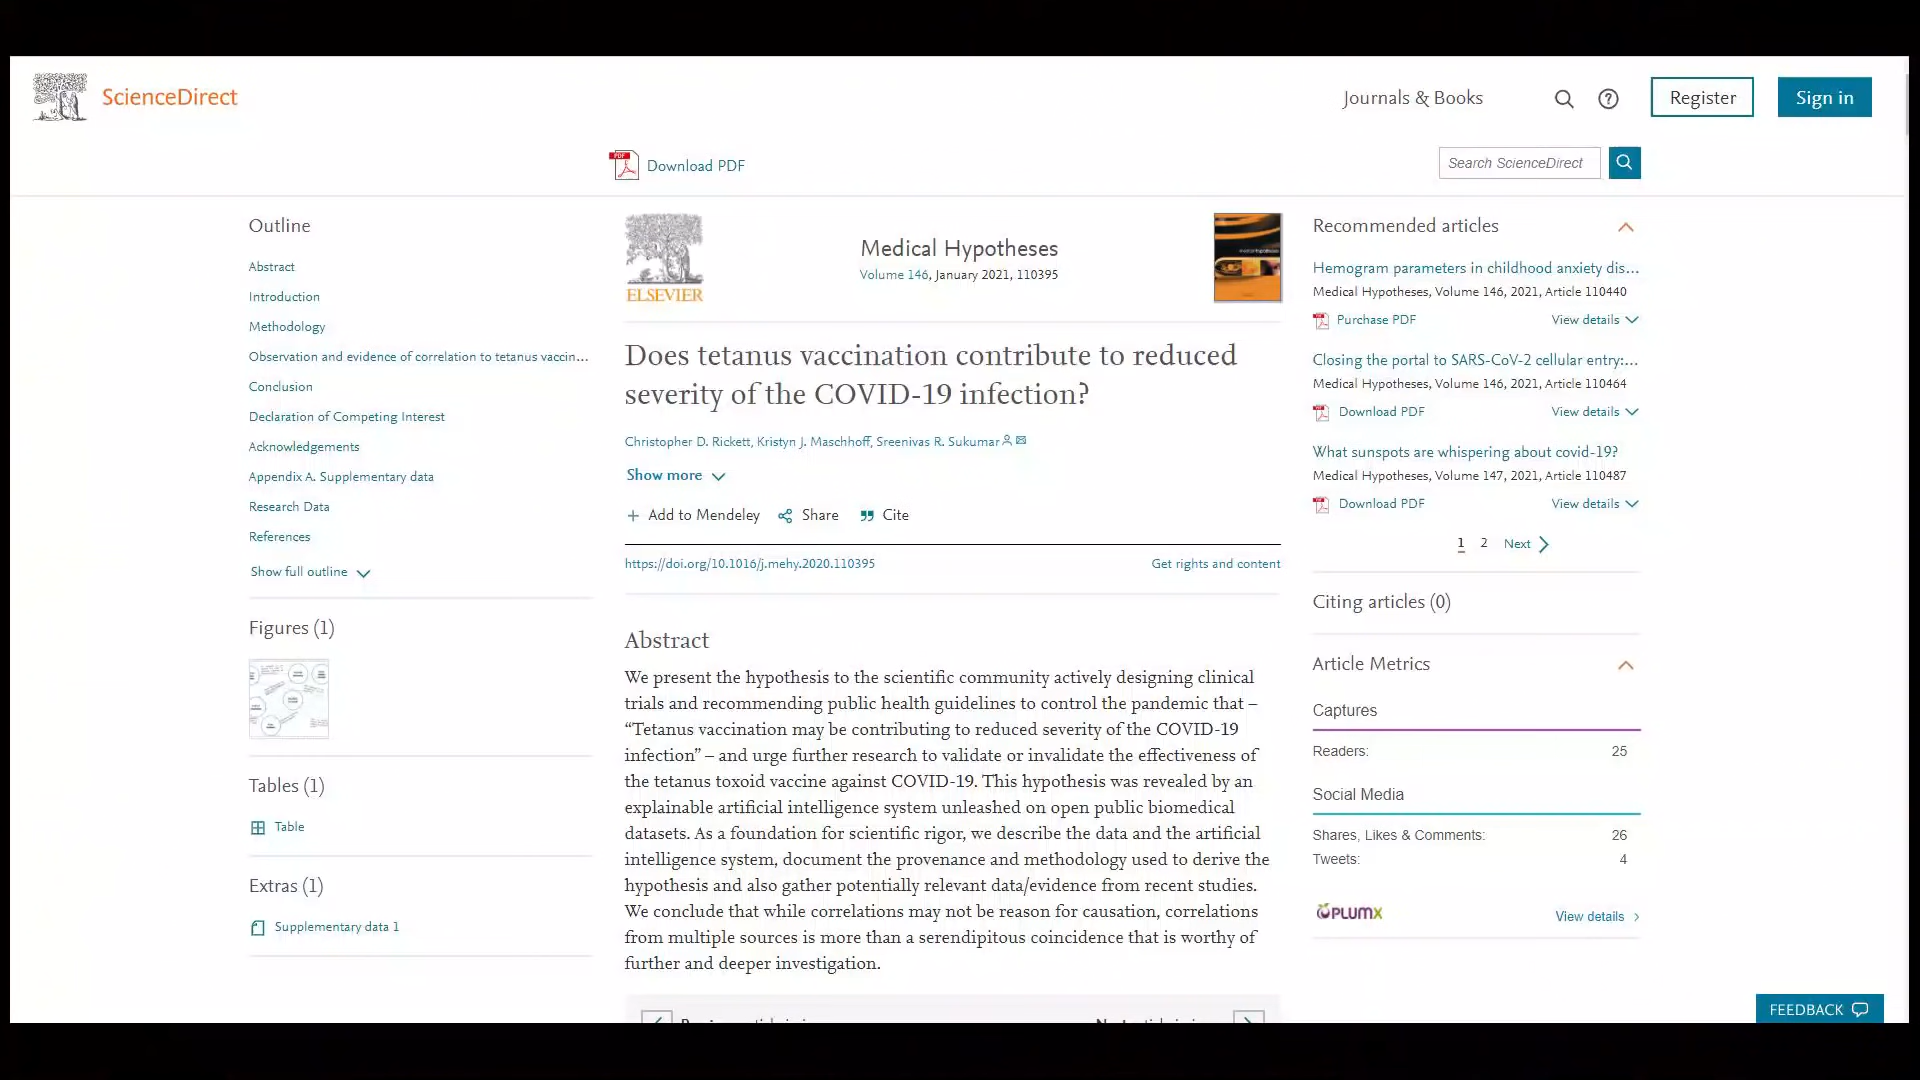 ScienceDirect
Journals & Books
Register
Sign in
Download PDF
Search ScienceDirect
Outline
Abstract
Introduction
Methodology
Observation and evidence of correlation to tetanus vaccin...
Conclusion
Declaration of Competing Interest
Acknowledgements
Appendix A. Supplementary data
Research Data
References
Show full outline
Figures (1)
Tables (1)
Table
Extras (1)
Supplementary data 1
ELSEVIER
Medical Hypotheses
Volume 146, January 2021, 110395
Does tetanus vaccination contribute to reduced
severity of the COVID-19 infection?
Christopher D. Rickett, Kristyn J. Maschhoff, Sreenivas R. Sukumar
Show more
Add to Mendeley
Share
Cite
https://doi.org/10.1016/j.mehy.2020.110395
Get rights and content
Abstract
We present the hypothesis to the scientific community actively designing clinical
trials and recommending public health guidelines to control the pandemic that –
“Tetanus vaccination may be contributing to reduced severity of the COVID-19
infection” – and urge further research to validate or invalidate the effectiveness of
the tetanus toxoid vaccine against COVID-19. This hypothesis was revealed by an
explainable artificial intelligence system unleashed on open public biomedical
datasets. As a foundation for scientific rigor, we describe the data and the artificial
intelligence system, document the provenance and methodology used to derive the
hypothesis and also gather potentially relevant data/evidence from recent studies.
We conclude that while correlations may not be reason for causation, correlations
from multiple sources is more than a serendipitous coincidence that is worthy of
further and deeper investigation.
Recommended articles
Hemogram parameters in childhood anxiety dis...
Medical Hypotheses, Volume 146, 2021, Article 110440
Purchase PDF
View details
Closing the portal to SARS-CoV-2 cellular entry:...
Medical Hypotheses, Volume 146, 2021, Article 110464
Download PDF
View details
What sunspots are whispering about covid-19?
Medical Hypotheses, Volume 147, 2021, Article 110487
Download PDF
View details
1 2 Next
Citing articles (0)
Article Metrics
Captures
Readers: 25
Social Media
Shares, Likes & Comments: 26
Tweets: 4
PLUMX
View details
FEEDBACK